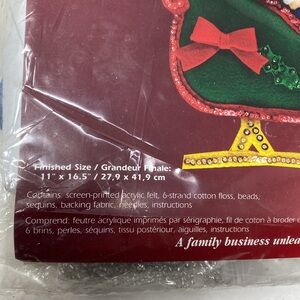 Finished Size / Grandeur Finale:
11" x 16.5" / 27,9 x 41,9 cm
Contains: screen-printed acrylic felt, 6-strand cotton floss, beads,
sequins, backing fabric, needles, instructions
Comprend: feutre acrylique imprimés par sérigraphie, fil de coton à broder
6 brins, perles, séquins, tissu postérieur, aiguilles, instructions
A family business